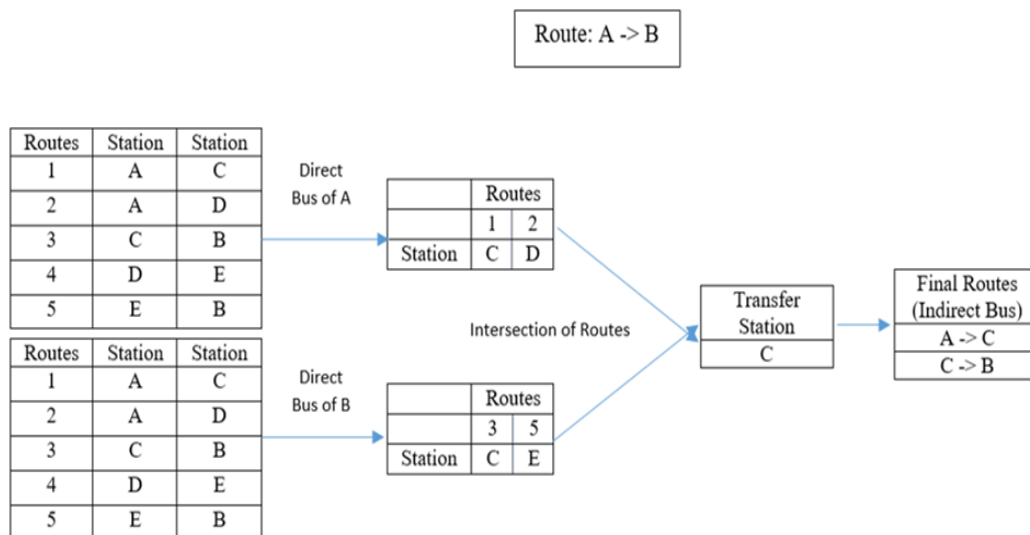 Route: A -> B
Routes Station Station
1 A C
2 A D
3 C B
4 D E
5 E B
Direct
Bus of A
Routes
1 2
Station C D
Routes Station Station
1 A C
2 A D
3 C B
4 D E
5 E B
Direct
Bus of B
Routes
3 5
Station C E
Intersection of Routes
Transfer
Station
C
Final Routes
(Indirect Bus)
A -> C
C -> B